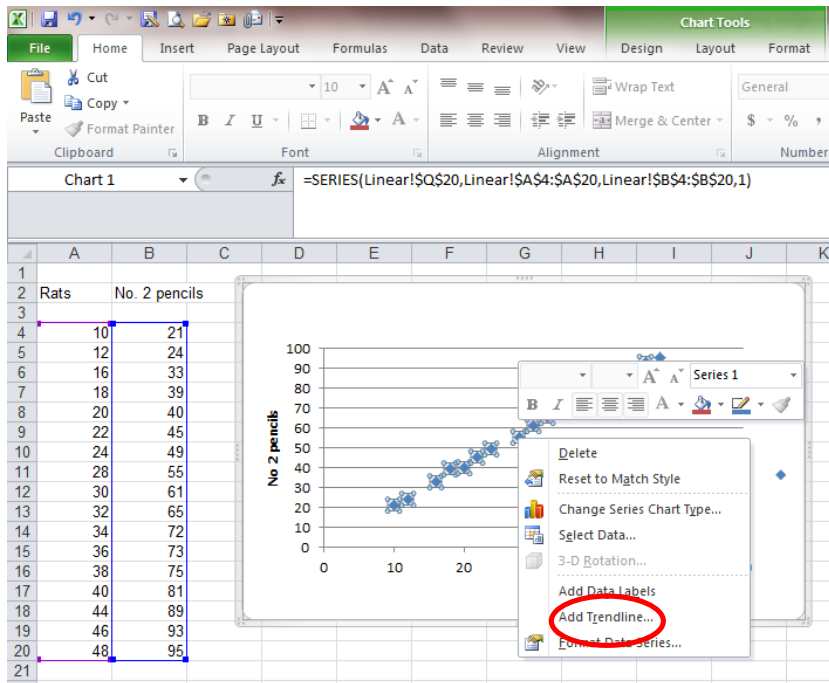 Chart Tools
File Home Insert Page Layout Formulas Data Review View Design Layout Format
Cut
Copy
Format Painter
Paste
10 A A
B I U A
Wrap Text
Merge & Center
General
$ % ,
Clipboard Font Alignment Number
Chart 1 fx =SERIES(Linear!$Q$20,Linear!$A$4:$A$20,Linear!$B$4:$B$20,1)
A B C D E F G H I J K
1
2 Rats No. 2 pencils
3
4 10 21
5 12 24
6 16 33
7 18 39
8 20 40
9 22 45
10 24 49
11 28 55
12 30 61
13 32 65
14 34 72
15 36 73
16 38 75
17 40 81
18 44 89
19 46 93
20 48 95
21
No 2 pencils
100
90
80
70
60
50
40
30
20
10
0
0 10 20
A A Series 1
B I A
Delete
Reset to Match Style
Change Series Chart Type...
Select Data...
3-D Rotation...
Add Data Labels
Add Trendline...
Format Data Series...